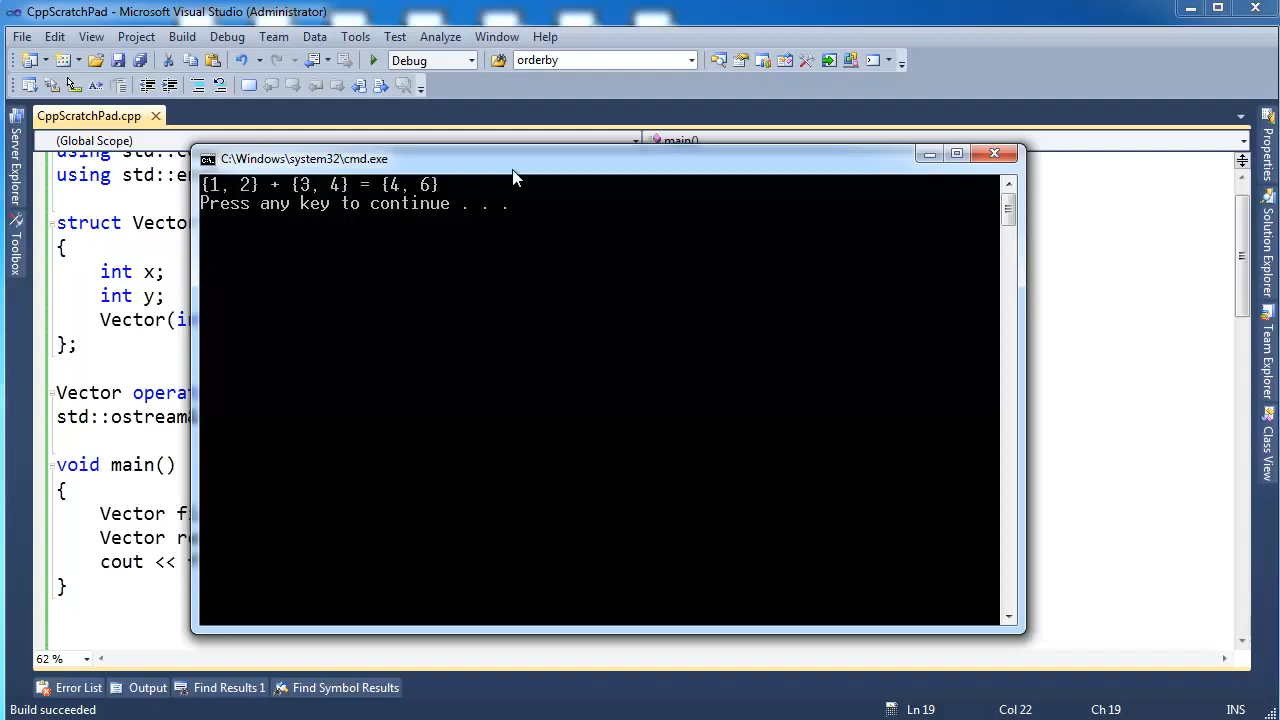 CppScratchPad - Microsoft Visual Studio (Administrator)
File Edit View Project Build Debug Team Data Tools Test Analyze Window Help
Debug orderby
CppScratchPad.cpp
(Global Scope) main()
using
using std::
C:\Windows\system32\cmd.exe
{1, 2} + {3, 4} = {4, 6}
Press any key to continue . . .
struct Vector
{
int x;
int y;
Vector(
};
Vector
std::ostream&
void main()
{
Vector
Vector
cout <<
}
Server Explorer
Toolbox
Properties
Solution Explorer
Team Explorer
Class View
62 %
Error List Output Find Results 1 Find Symbol Results
Build succeeded Ln 19 Col 22 Ch 19 INS